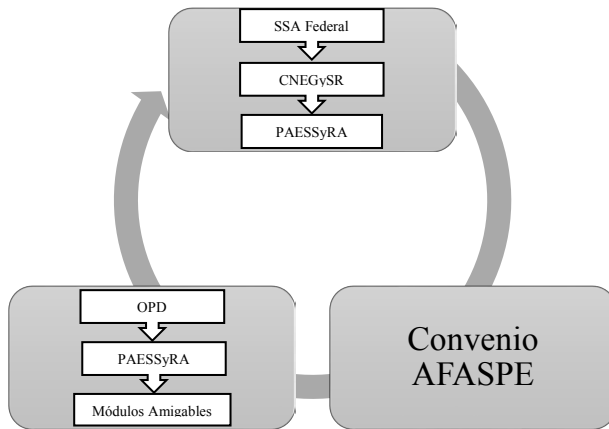 SSA Federal
CNEGySR
PAESSyRA
OPD
PAESSyRA
Módulos Amigables
Convenio
AFASPE